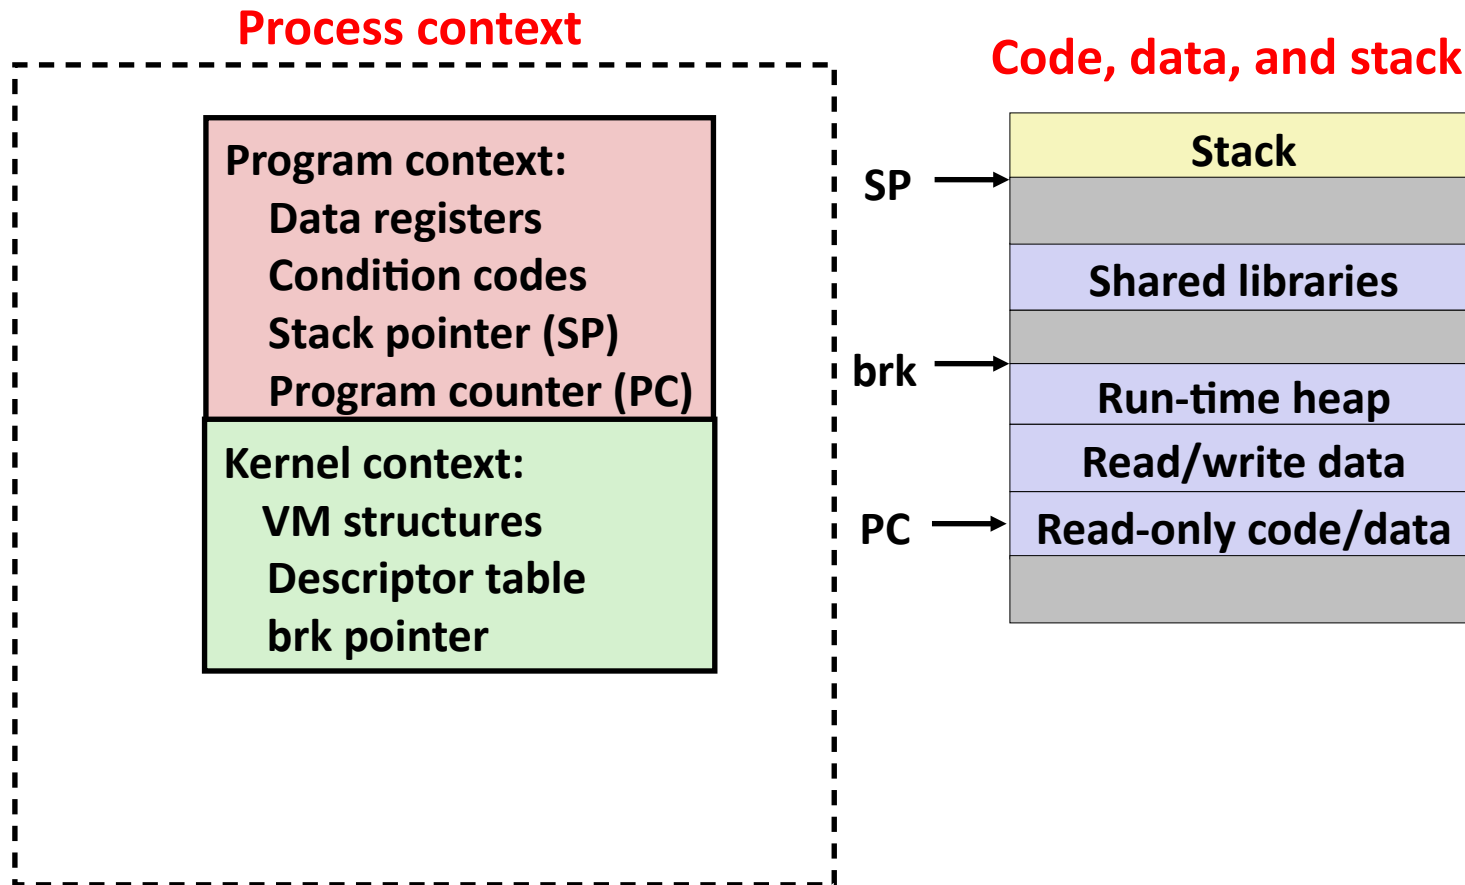 Process context
Program context:
Data registers
Condition codes
Stack pointer (SP)
Program counter (PC)
Kernel context:
VM structures
Descriptor table
brk pointer
Code, data, and stack
Stack
SP
Shared libraries
brk
Run-time heap
Read/write data
PC
Read-only code/data